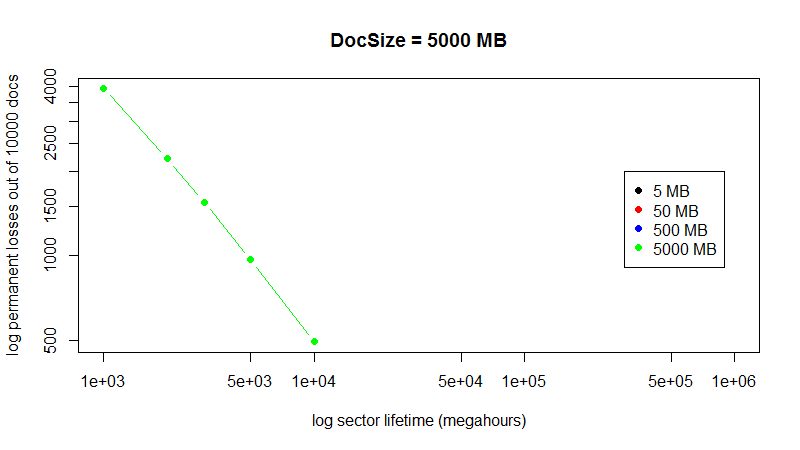 DocSize = 5000 MB
log permanent losses out of 10000 docs
4000
2500
1500
1000
500
5 MB
50 MB
500 MB
5000 MB
1e+03 5e+03 1e+04 5e+04 1e+05 5e+05 1e+06
log sector lifetime (megahours)